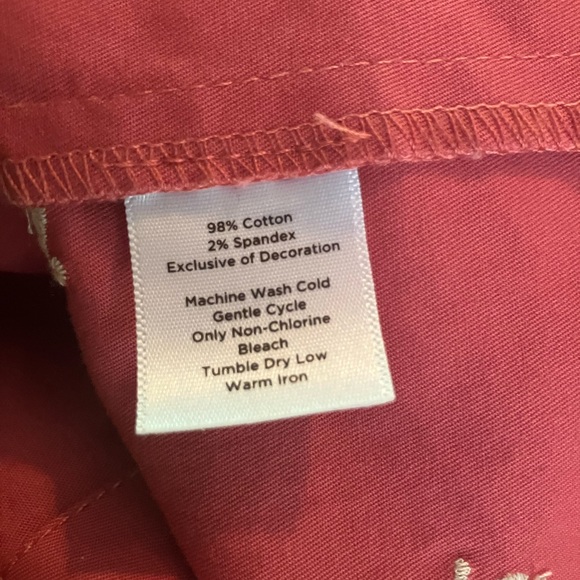 98% Cotton
2% Spandex
Exclusive of Decoration
Machine Wash Cold
Gentle Cycle
Only Non-Chlorine
Bleach
Tumble Dry Low
Warm Iron